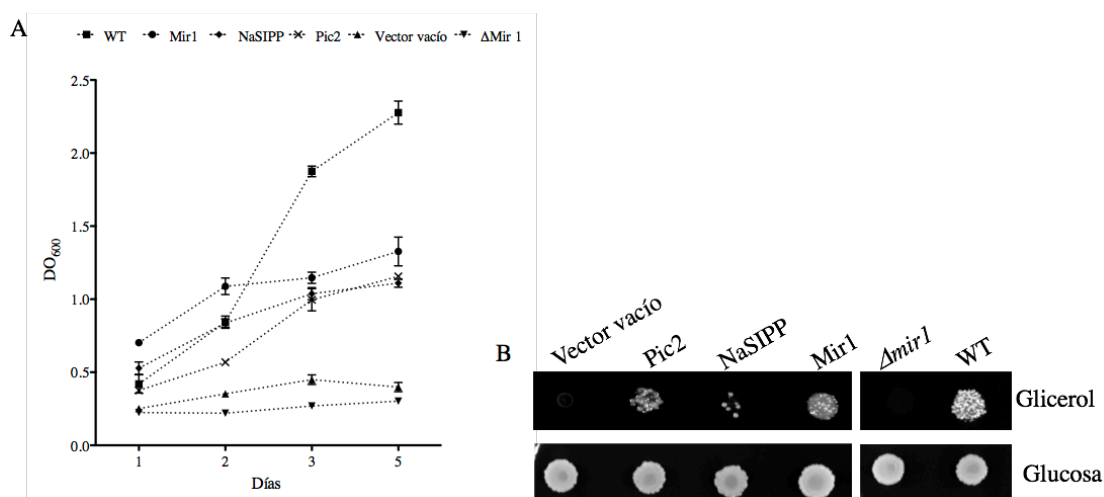 A
WT Mir1 NaSIPP Pic2 Vector vacío ΔMir 1
2.5
2.0
1.5
1.0
0.5
0.0
DO600
1 2 3 5
Días
B
Vector vacío Pic2 NaSIPP Mir1 Δmir1 WT
Glicerol
Glucosa